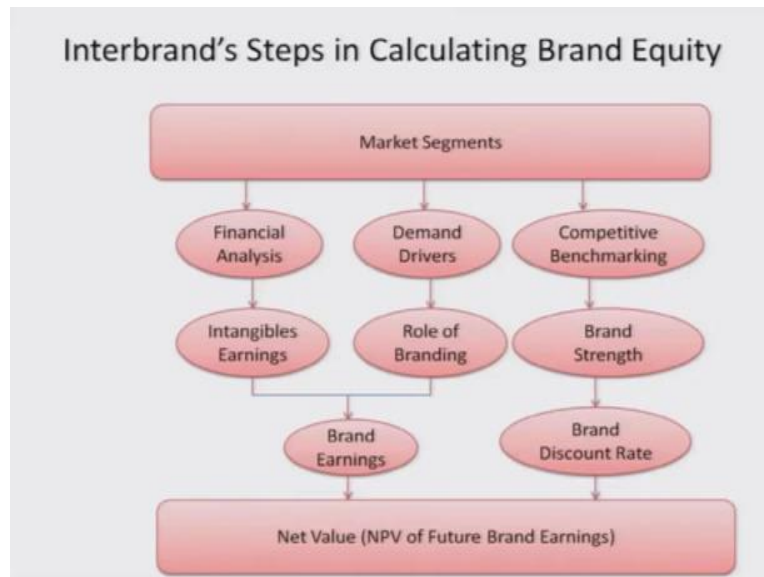 Interbrand's Steps in Calculating Brand Equity
Market Segments
Financial
Analysis
Demand
Drivers
Competitive
Benchmarking
Intangibles
Earnings
Role of
Branding
Brand
Strength
Brand
Earnings
Brand
Discount Rate
Net Value (NPV of Future Brand Earnings)